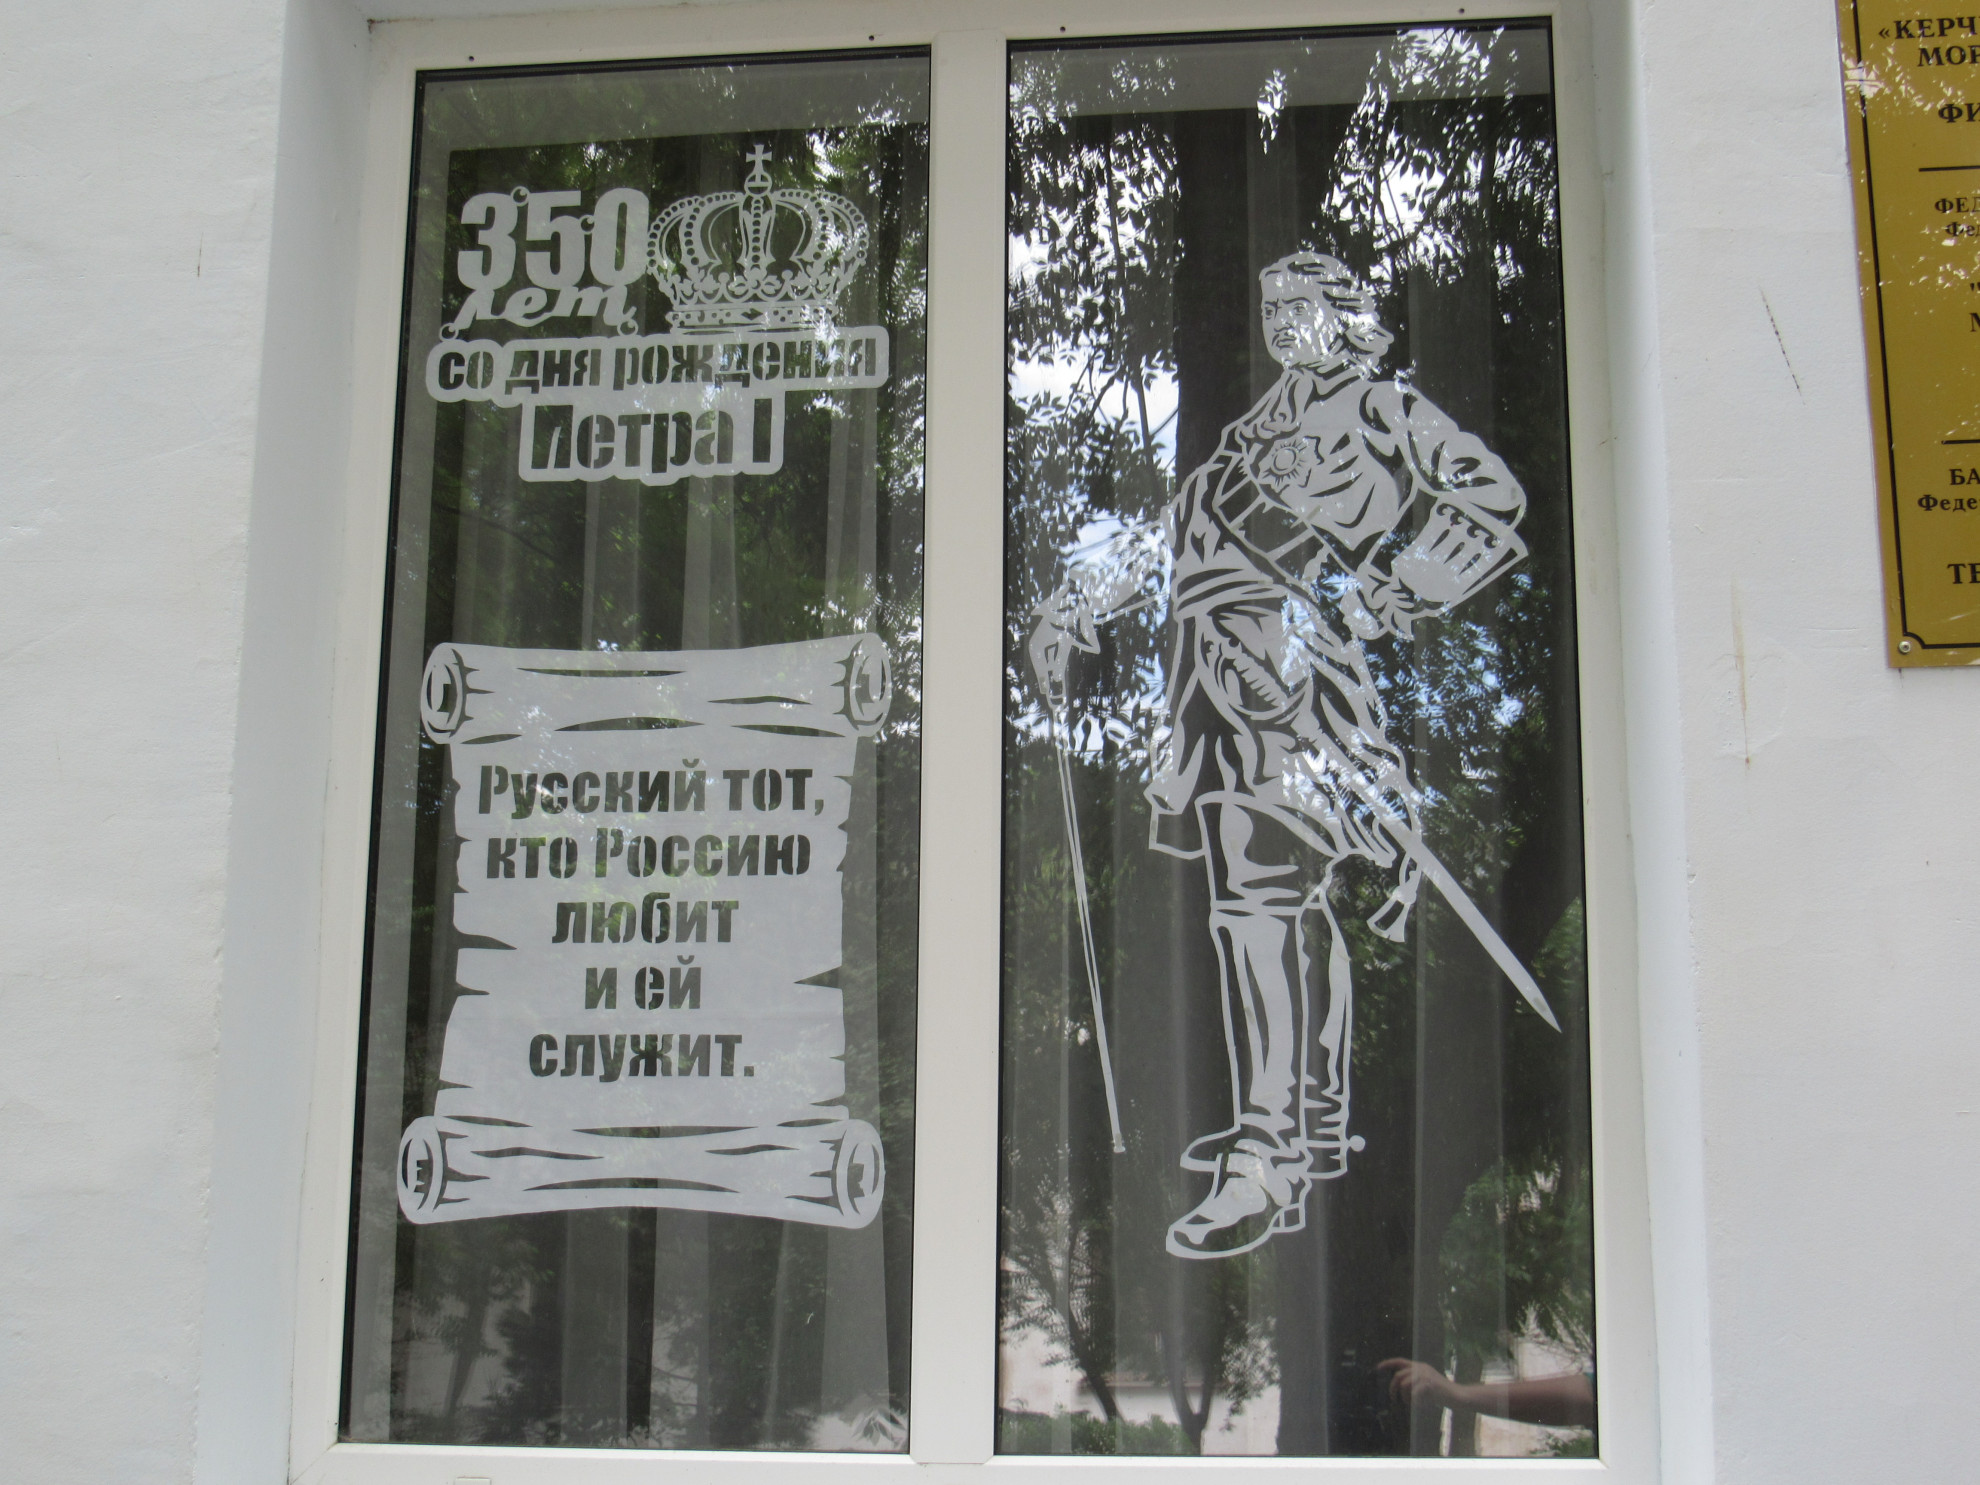 350
лет
со дня рождения
Петра I
Русский тот,
кто Россию
любит
и ей
служит.